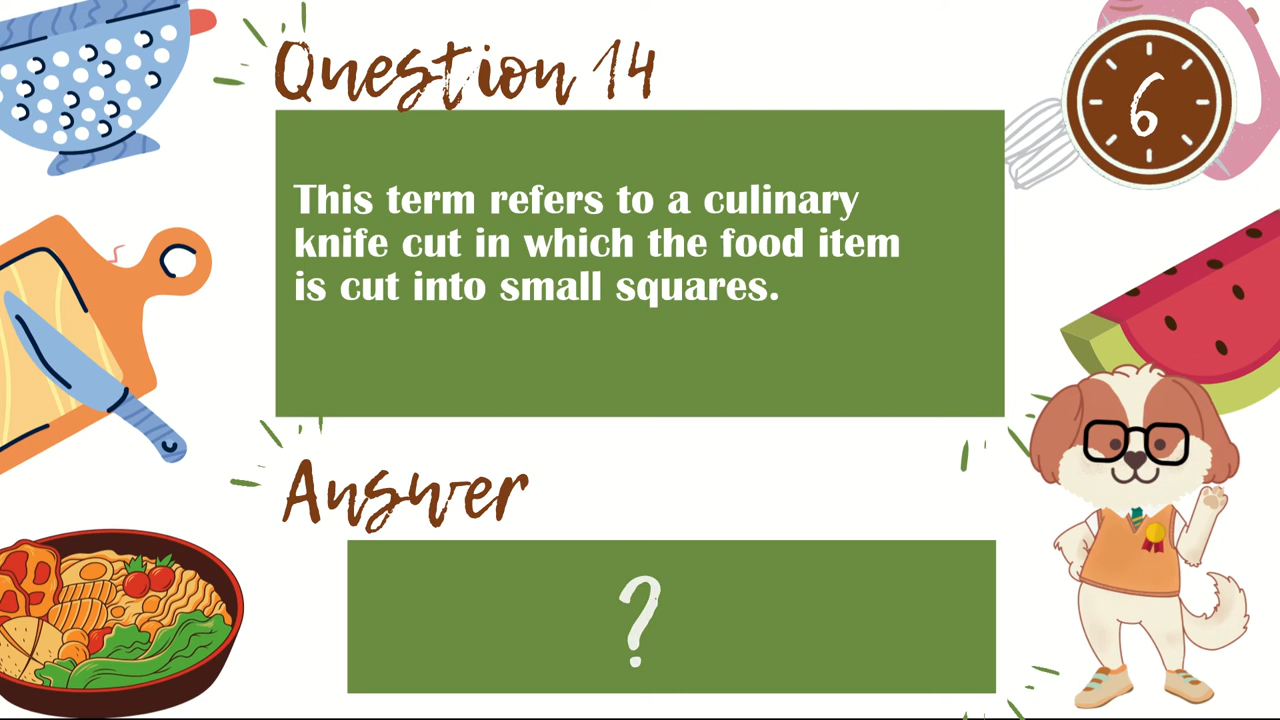 Question 14
6
This term refers to a culinary
knife cut in which the food item
is cut into small squares.
Answer
?